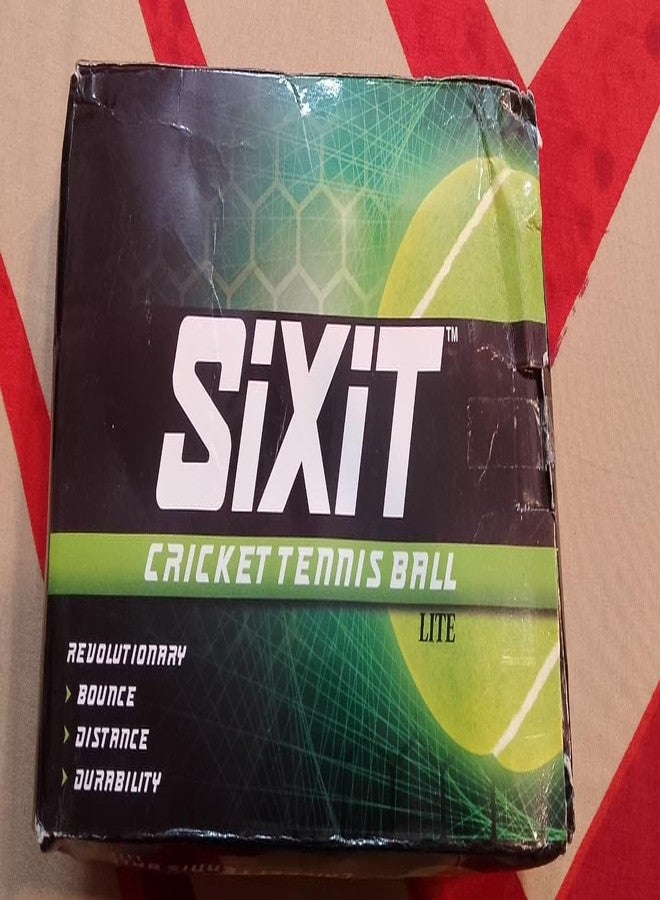 SiXiT™
CRICKET TENNIS BALL
LITE
REVOLUTIONARY
BOUNCE
DISTANCE
DURABILITY